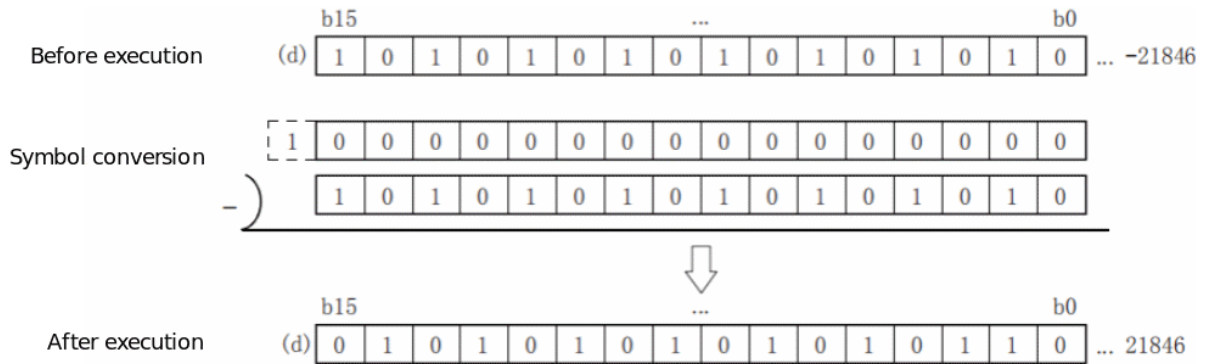 b15 ... b0
Before execution (d) 1 0 1 0 1 0 1 0 1 0 1 0 1 0 1 0 ... -21846
1 0 0 0 0 0 0 0 0 0 0 0 0 0 0 0 0
Symbol conversion
- 1 0 1 0 1 0 1 0 1 0 1 0 1 0 1 0
b15 ... b0
After execution (d) 0 1 0 1 0 1 0 1 0 1 0 1 0 1 1 0 ... 21846